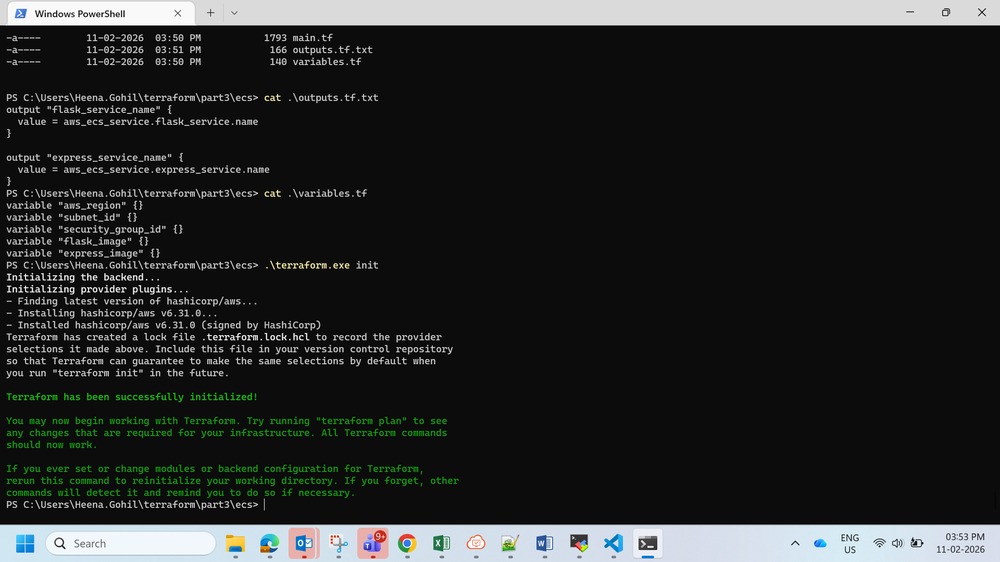 Windows PowerShell
-a---- 11-02-2026 03:50 PM 1793 main.tf
-a---- 11-02-2026 03:51 PM 166 outputs.tf.txt
-a---- 11-02-2026 03:50 PM 140 variables.tf
PS C:\Users\Heena.Gohil\terraform\part3\ecs> cat .\outputs.tf.txt
output "flask_service_name" {
  value = aws_ecs_service.flask_service.name
}
output "express_service_name" {
  value = aws_ecs_service.express_service.name
}
PS C:\Users\Heena.Gohil\terraform\part3\ecs> cat .\variables.tf
variable "aws_region" {}
variable "subnet_id" {}
variable "security_group_id" {}
variable "flask_image" {}
variable "express_image" {}
PS C:\Users\Heena.Gohil\terraform\part3\ecs> .\terraform.exe init
Initializing the backend...
Initializing provider plugins...
- Finding latest version of hashicorp/aws...
- Installing hashicorp/aws v6.31.0...
- Installed hashicorp/aws v6.31.0 (signed by HashiCorp)
Terraform has created a lock file .terraform.lock.hcl to record the provider
selections it made above. Include this file in your version control repository
so that Terraform can guarantee to make the same selections by default when
you run "terraform init" in the future.
Terraform has been successfully initialized!
You may now begin working with Terraform. Try running "terraform plan" to see
any changes that are required for your infrastructure. All Terraform commands
should now work.
If you ever set or change modules or backend configuration for Terraform,
rerun this command to reinitialize your working directory. If you forget, other
commands will detect it and remind you to do so if necessary.
PS C:\Users\Heena.Gohil\terraform\part3\ecs>
Search
9+
ENG
US
03:53 PM
11-02-2026